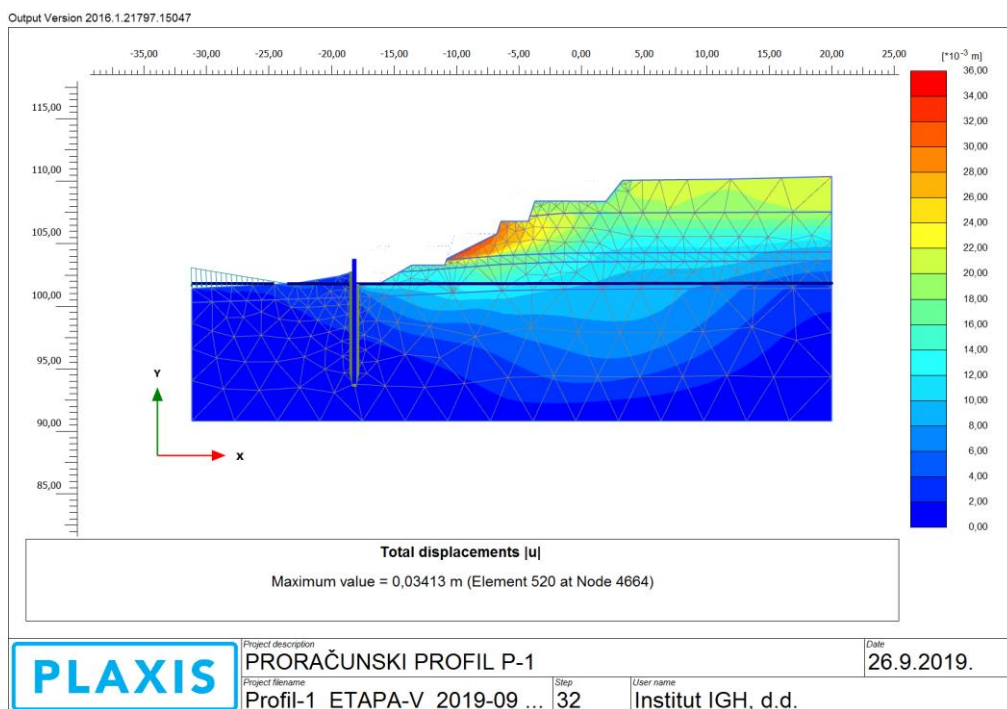 Output Version 2016.1.21797.15047
-35,00 -30,00 -25,00 -20,00 -15,00 -10,00 -5,00 0,00 5,00 10,00 15,00 20,00 25,00
[*10⁻³ m]
36,00
34,00
32,00
30,00
28,00
26,00
24,00
22,00
20,00
18,00
16,00
14,00
12,00
10,00
8,00
6,00
4,00
2,00
0,00
115,00
110,00
105,00
100,00
95,00
90,00
85,00
Y
X
Total displacements |u|
Maximum value = 0,03413 m (Element 520 at Node 4664)
PLAXIS
Project description
PRORAČUNSKI PROFIL P-1
Date
26.9.2019.
Project filename
Profil-1_ETAPA-V_2019-09 ...
Step
32
User name
Institut IGH, d.d.